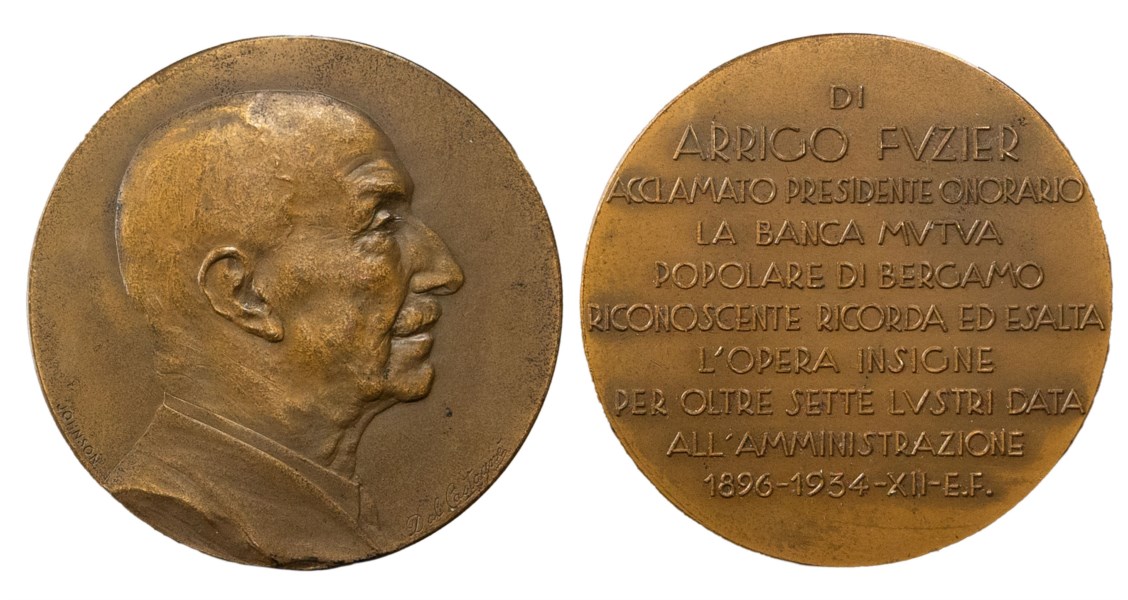 JOHNSON
DI
ARRIGO FVZIER
ACCLAMATO PRESIDENTE ONORARIO
LA BANCA MVTVA
POPOLARE DI BERGAMO
RICONOSCENTE RICORDA ED ESALTA
L'OPERA INSIGNE
PER OLTRE SETTE LVSTRI DATA
ALL'AMMINISTRAZIONE
1896-1934-XII-E.F.